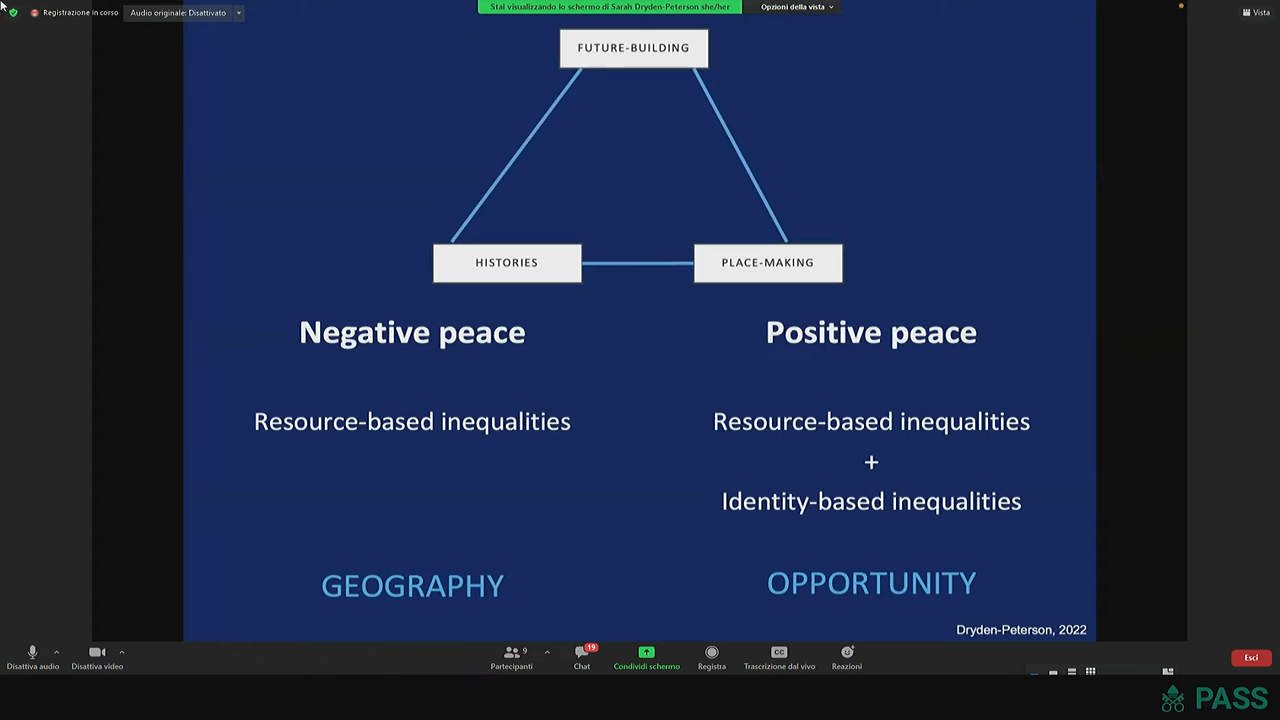 Registrazione in corso
Audio originale: Disattivato
Stai visualizzando lo schermo di Sarah Dryden-Peterson she/her
Opzioni della vista
Vista
FUTURE-BUILDING
HISTORIES
PLACE-MAKING
Negative peace
Positive peace
Resource-based inequalities
Resource-based inequalities
+
Identity-based inequalities
GEOGRAPHY
OPPORTUNITY
Dryden-Peterson, 2022
Disattiva audio
Disattiva video
9
Partecipanti
19
Chat
Condividi schermo
Registra
CC
Trascrizione dal vivo
Reazioni
Esci
PASS